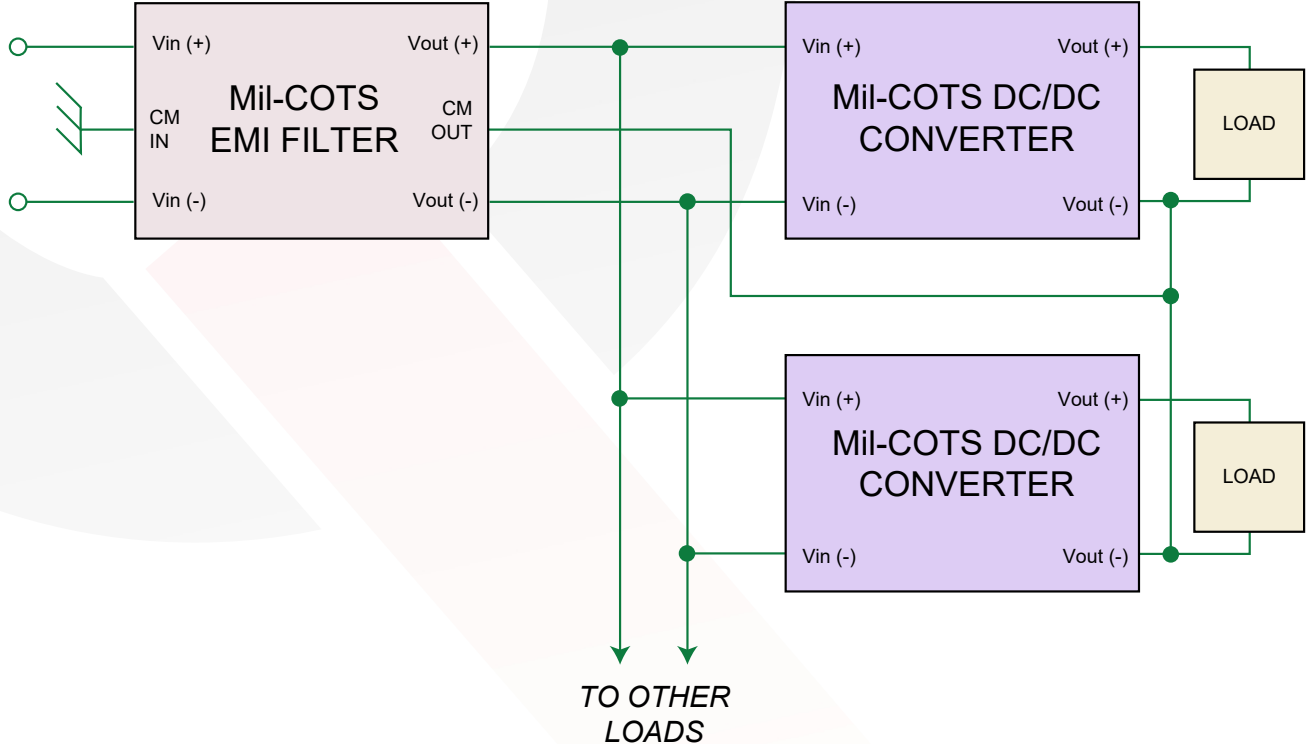 Vin (+)
Vout (+)
Mil-COTS
EMI FILTER
CM
IN
CM
OUT
Vin (-)
Vout (-)
Vin (+)
Vout (+)
Mil-COTS DC/DC
CONVERTER
Vin (-)
Vout (-)
LOAD
Vin (+)
Vout (+)
Mil-COTS DC/DC
CONVERTER
Vin (-)
Vout (-)
LOAD
TO OTHER
LOADS